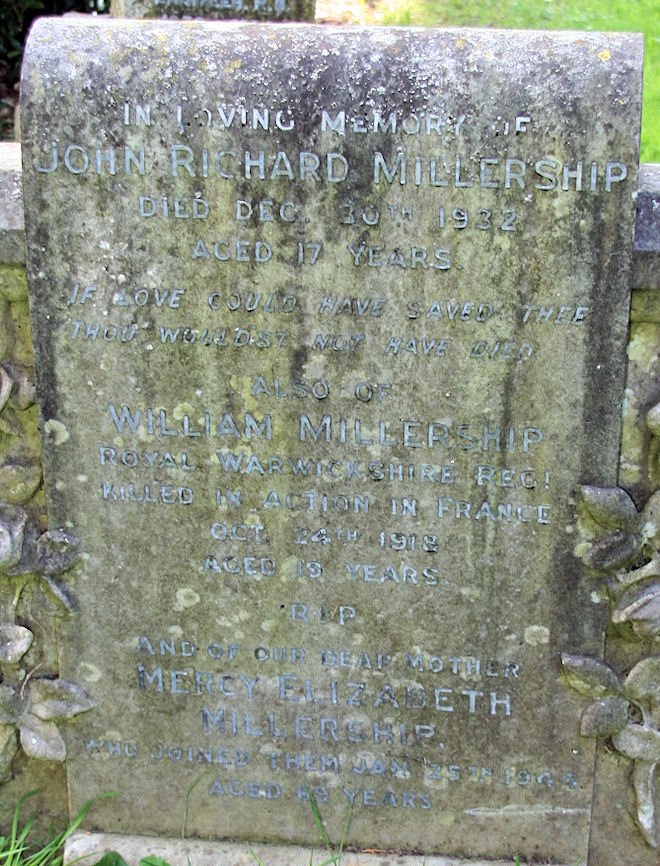 IN LOVING MEMORY OF
JOHN RICHARD MILLERSHIP
DIED DEC. 30TH 1932
AGED 17 YEARS.
IF LOVE COULD HAVE SAVED THEE
THOU WOULDST NOT HAVE DIED
ALSO OF
WILLIAM MILLERSHIP
ROYAL WARWICKSHIRE REGT
KILLED IN ACTION IN FRANCE
OCT. 24TH 1918
AGED 19 YEARS.
R.I.P
AND OF OUR DEAR MOTHER
MERCY ELIZABETH
MILLERSHIP,
WHO JOINED THEM JAN. 25TH
AGED 69 YEARS.